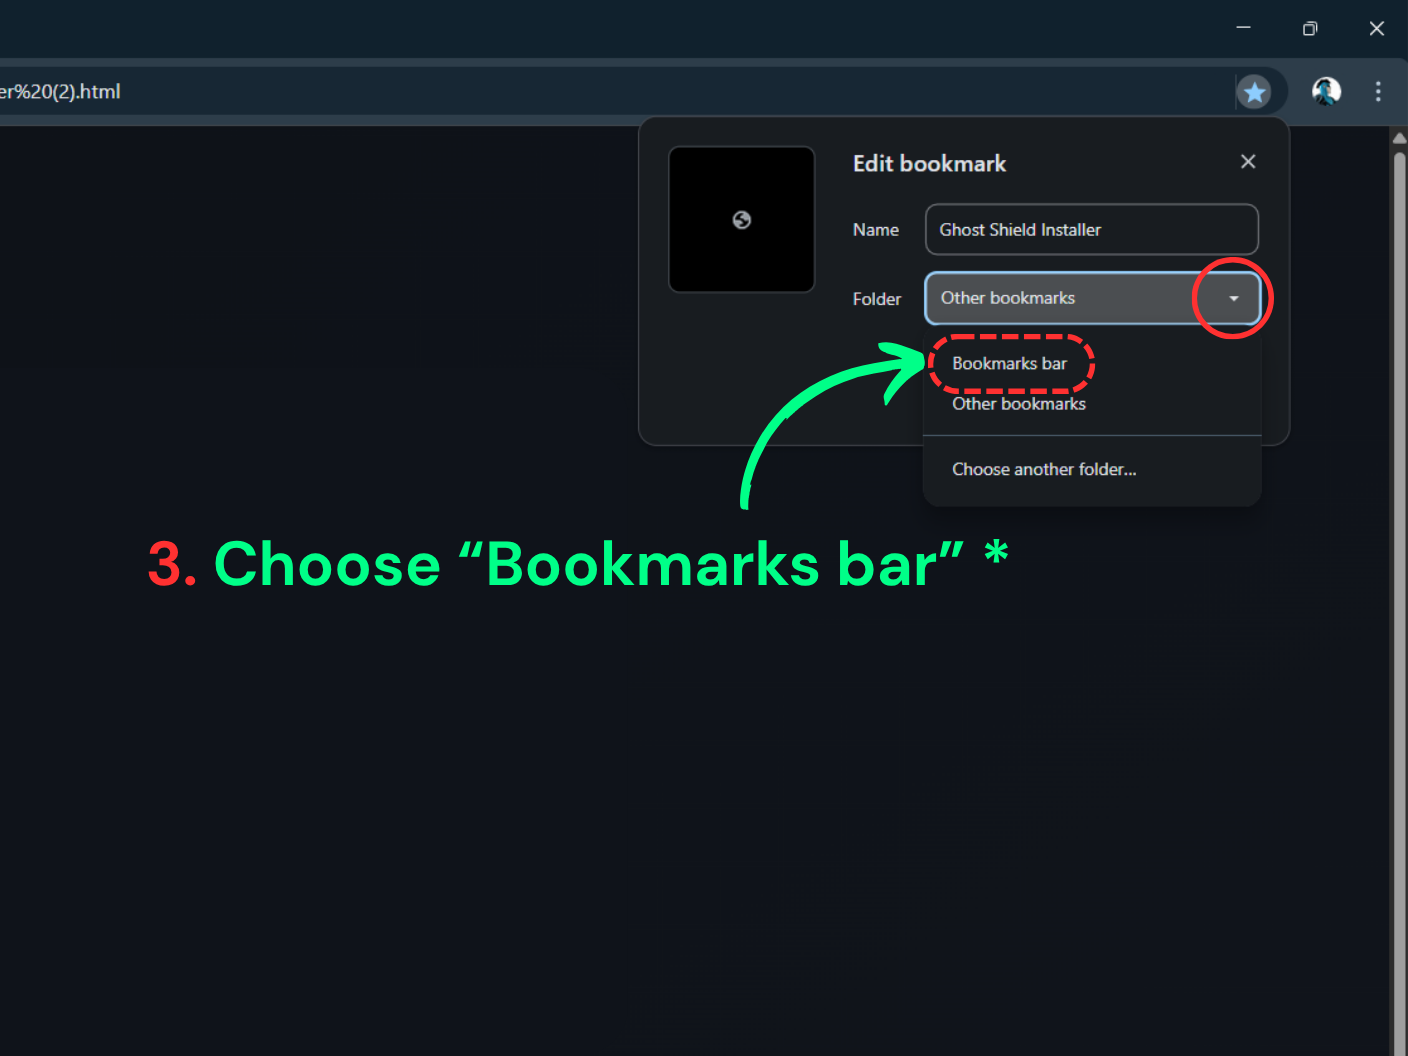 er%20(2).html
Edit bookmark
Name
Ghost Shield Installer
Folder
Other bookmarks
Bookmarks bar
Other bookmarks
Choose another folder...
3. Choose “Bookmarks bar” *